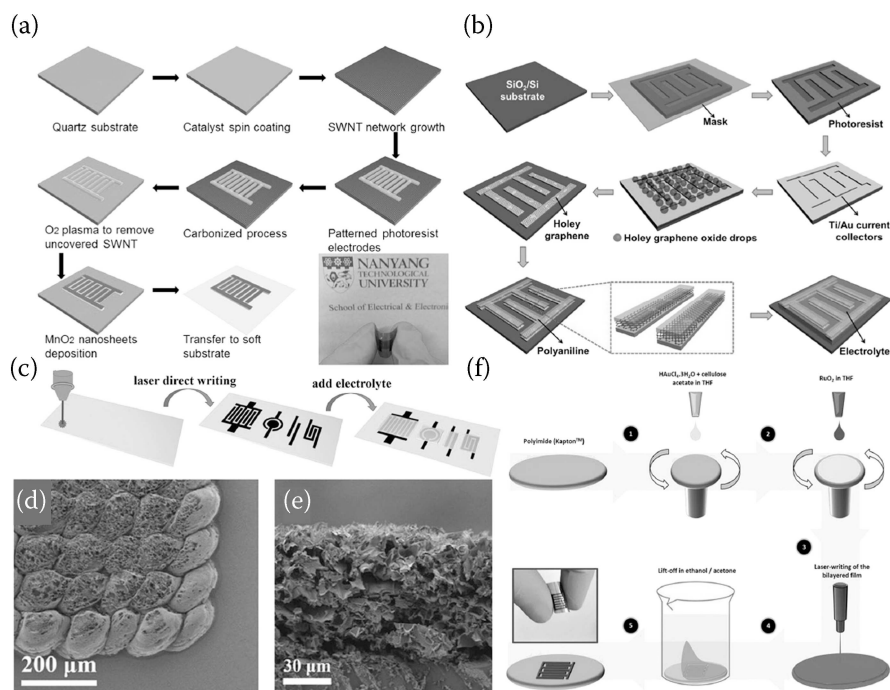 (a)
Quartz substrate
Catalyst spin coating
SWNT network growth
O2 plasma to remove
uncovered SWNT
Carbonized process
Patterned photoresist
electrodes
MnO2 nanosheets
deposition
Transfer to soft
substrate
NANYANG
TECHNOLOGICAL
UNIVERSITY
School of Electrical & Electroni
(b)
SiO2/Si
substrate
Mask
Photoresist
Holey
graphene
Holey graphene oxide drops
Ti/Au current
collectors
Polyaniline
Electrolyte
(c)
laser direct writing
add electrolyte
(d)
200 μm
(e)
30 μm
(f)
HAuCl4.3H2O + cellulose
acetate in THF
RuO2 in THF
Polyimide (Kapton™)
1
2
3
Laser-writing of the
bilayered film
Lift-off in ethanol / acetone
4
5